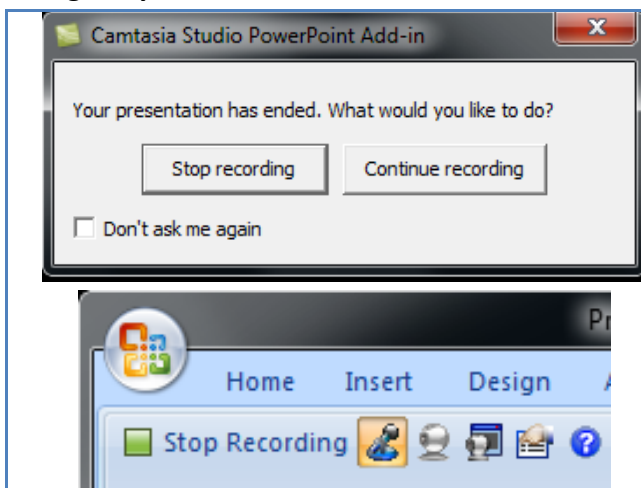 Camtasia Studio PowerPoint Add-in
Your presentation has ended. What would you like to do?
Stop recording Continue recording
Don't ask me again
Pr
Home Insert Design
Stop Recording